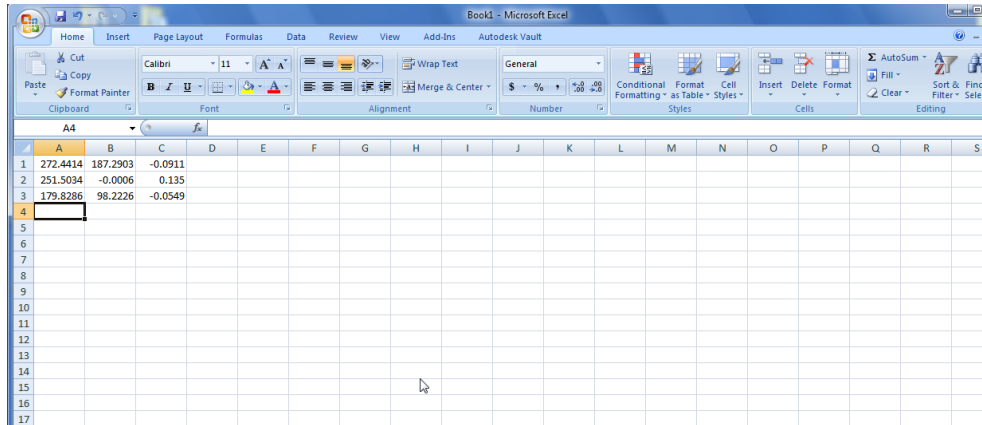 Book1 - Microsoft Excel
Home Insert Page Layout Formulas Data Review View Add-Ins Autodesk Vault
Cut
Copy
Format Painter
Paste
Clipboard
Calibri 11 A A
B I U A
Font
Wrap Text
Merge & Center
Alignment
General
$ % , .0 .00 .00 .0
Number
Conditional Formatting
Format as Table
Cell Styles
Styles
Insert Delete Format
Cells
Σ AutoSum
Fill
Clear
Sort & Filter
Editing
A4 fx
A B C D E F G H I J K L M N O P Q R S
1 272.4414 187.2903 -0.0911
2 251.5034 -0.0006 0.135
3 179.8286 98.2226 -0.0549
4
5
6
7
8
9
10
11
12
13
14
15
16
17